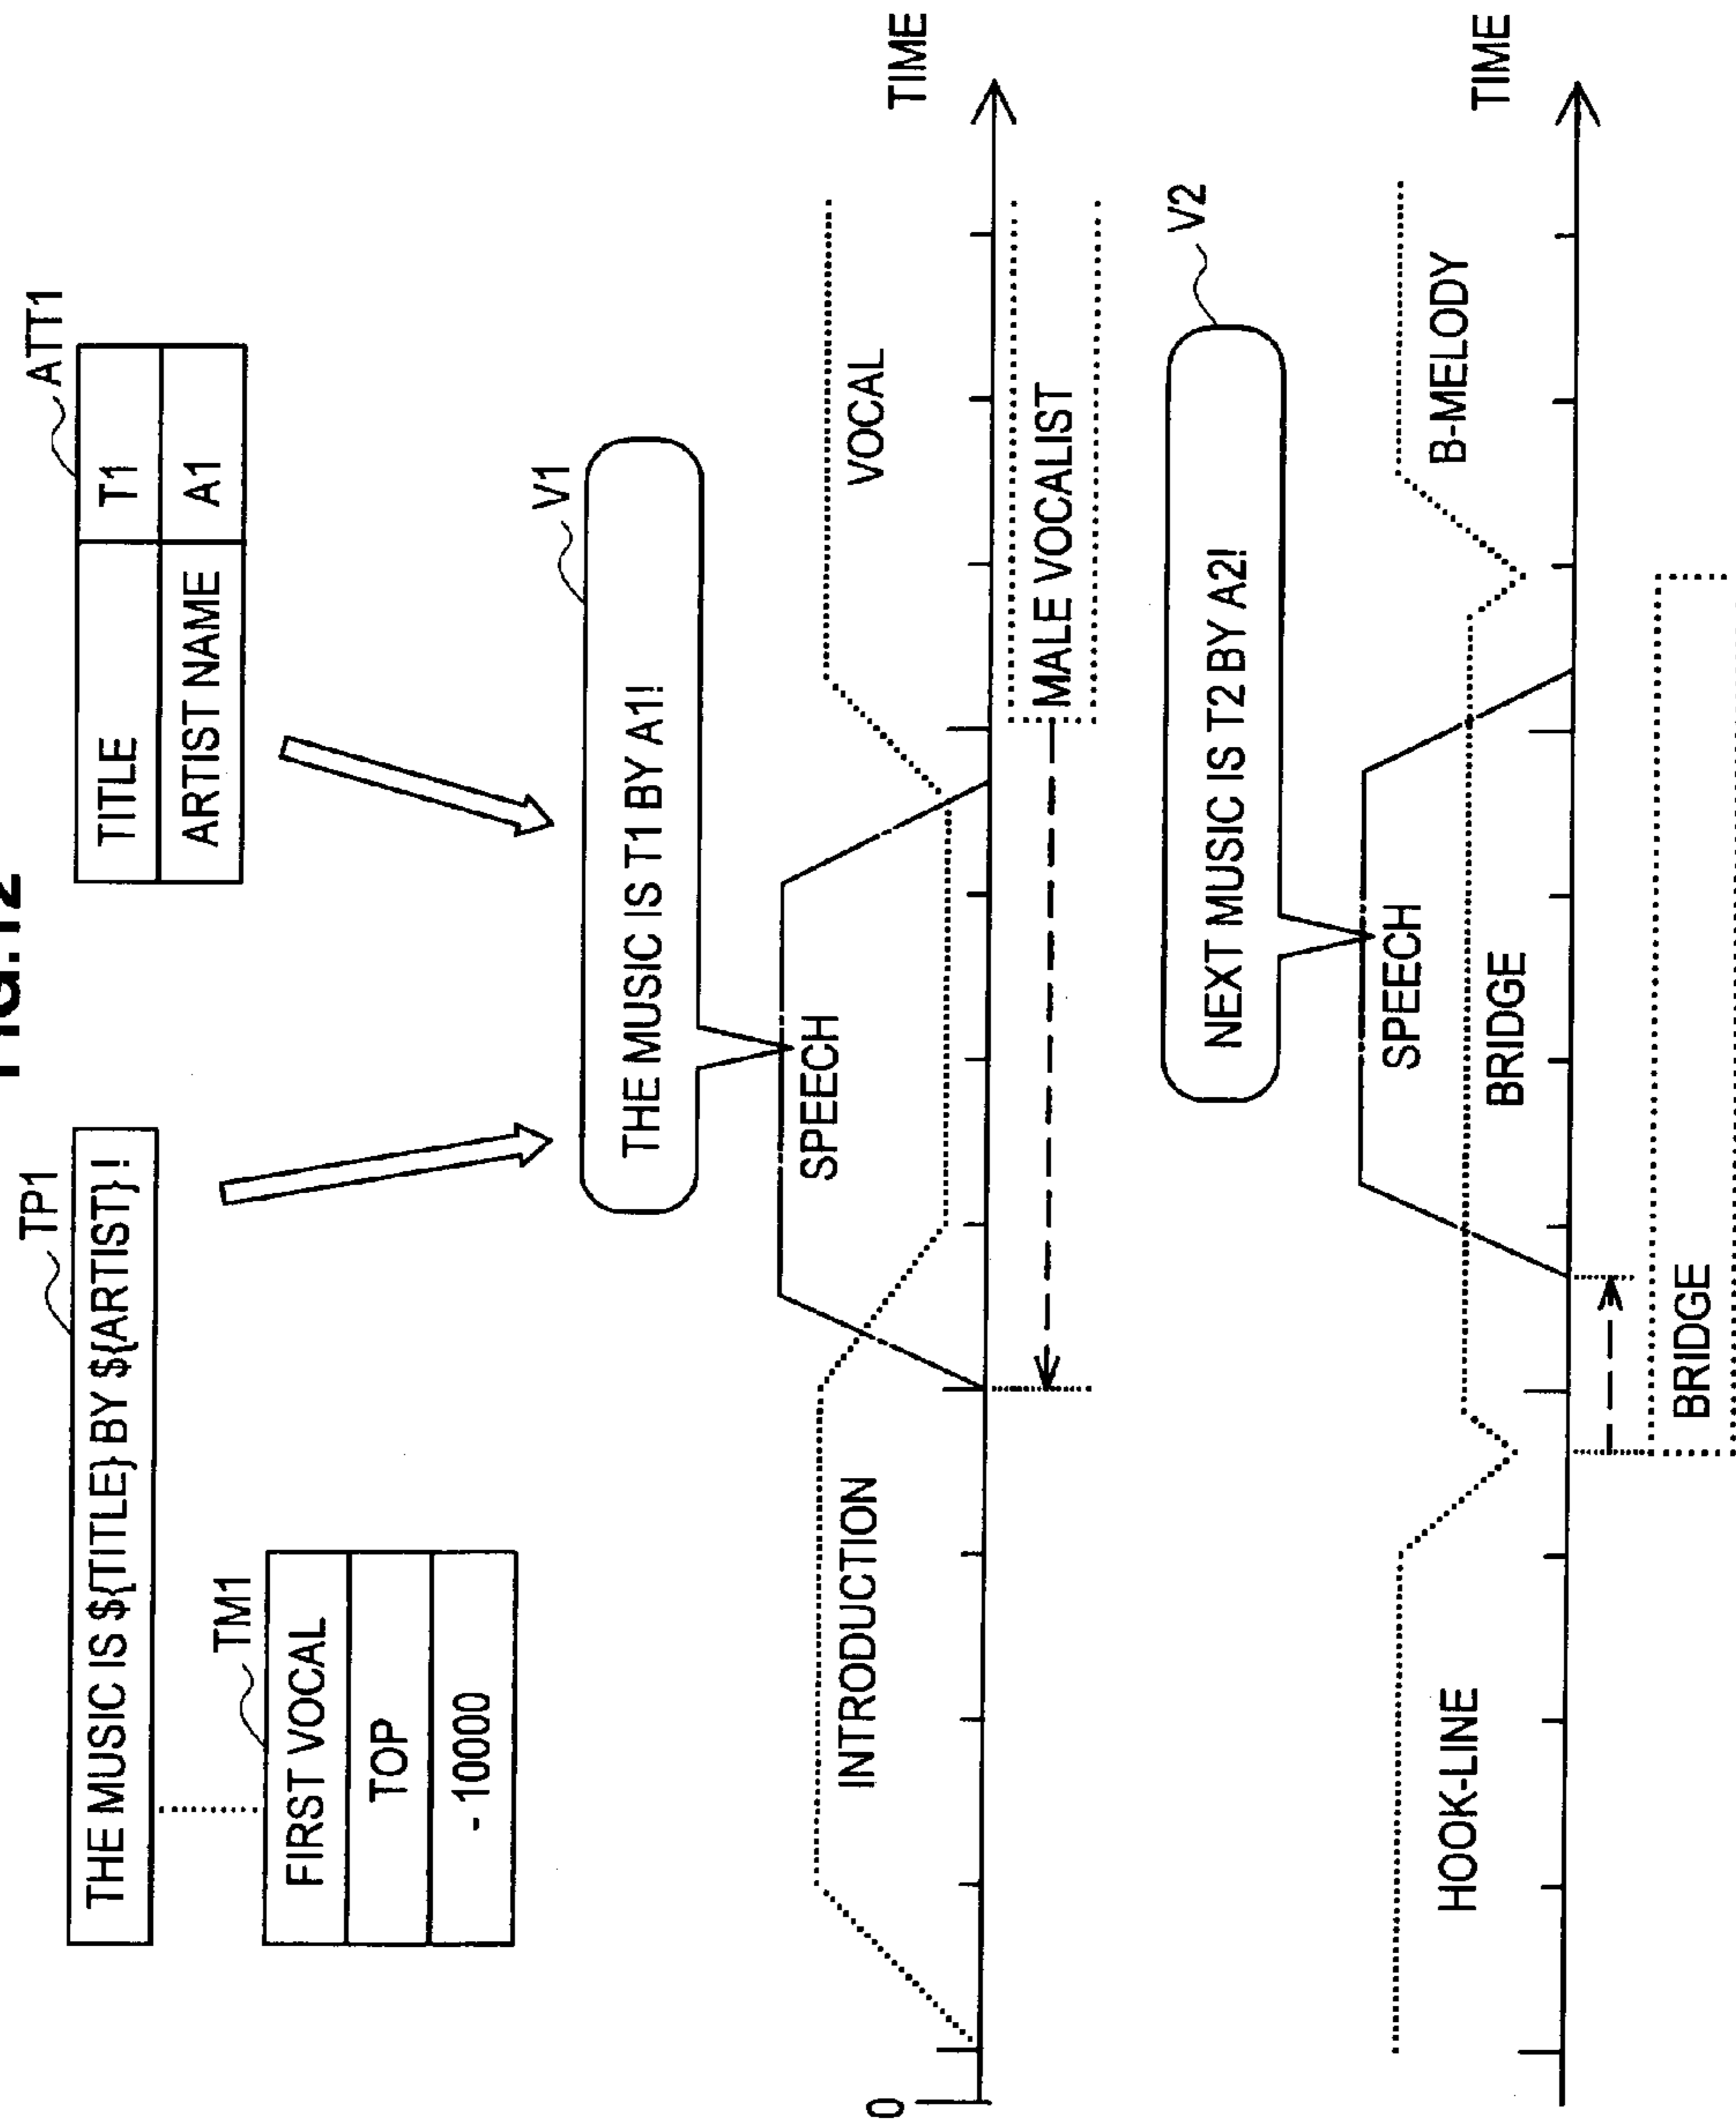 FIG.12
TP1
THE MUSIC IS ${TITLE} BY ${ARTIST}!
TM1
FIRST VOCAL
TOP
- 10000
ATT1
TITLE T1
ARTIST NAME A1
V1
THE MUSIC IS T1 BY A1!
SPEECH
INTRODUCTION
VOCAL
TIME
0
MALE VOCALIST
V2
NEXT MUSIC IS T2 BY A2!
SPEECH
HOOK-LINE
BRIDGE
B-MELODY
TIME
BRIDGE